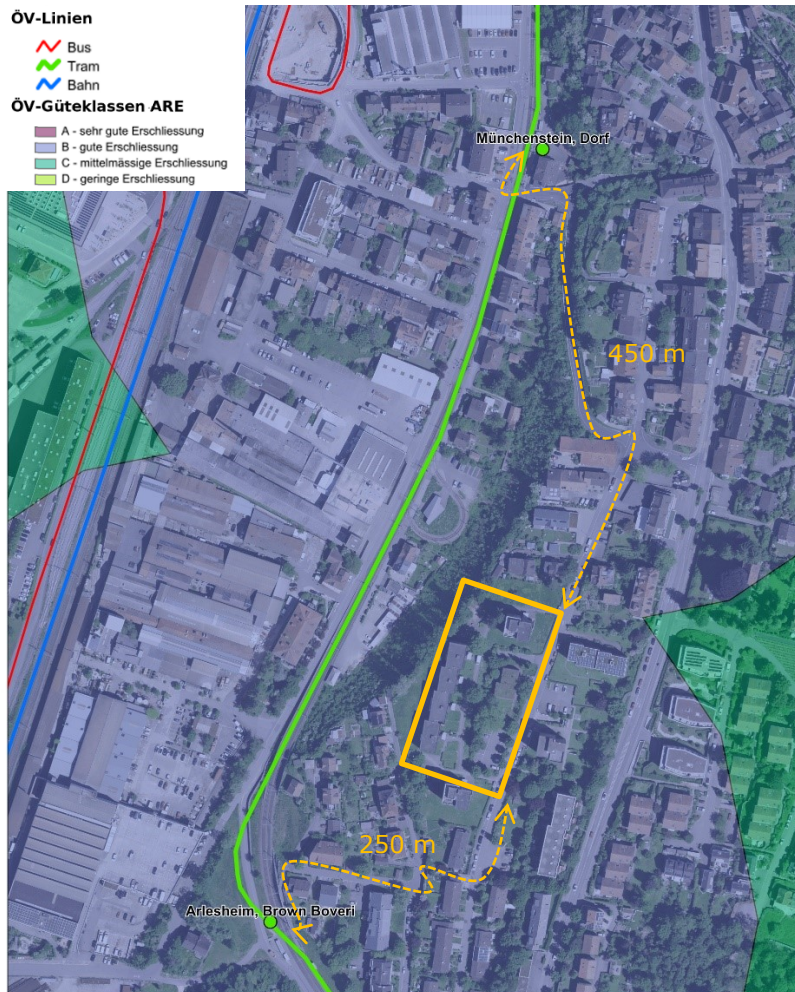 ÖV-Linien
Bus
Tram
Bahn
ÖV-Güteklassen ARE
A - sehr gute Erschliessung
B - gute Erschliessung
C - mittelmässige Erschliessung
D - geringe Erschliessung
Münchenstein, Dorf
450 m
250 m
Arlesheim, Brown Boveri